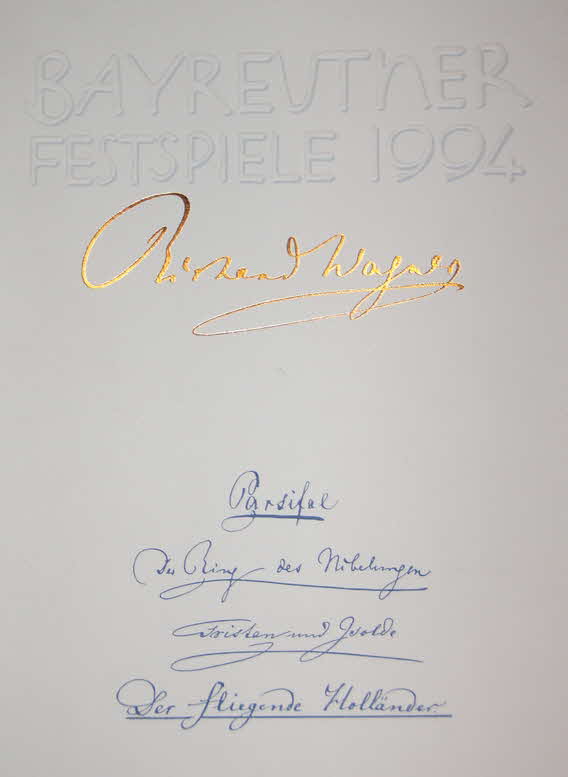 BAYREUTHER
FESTSPIELE 1994
Richard Wagner
Parsifal
Der Ring des Nibelungen
Tristan und Isolde
Der fliegende Holländer